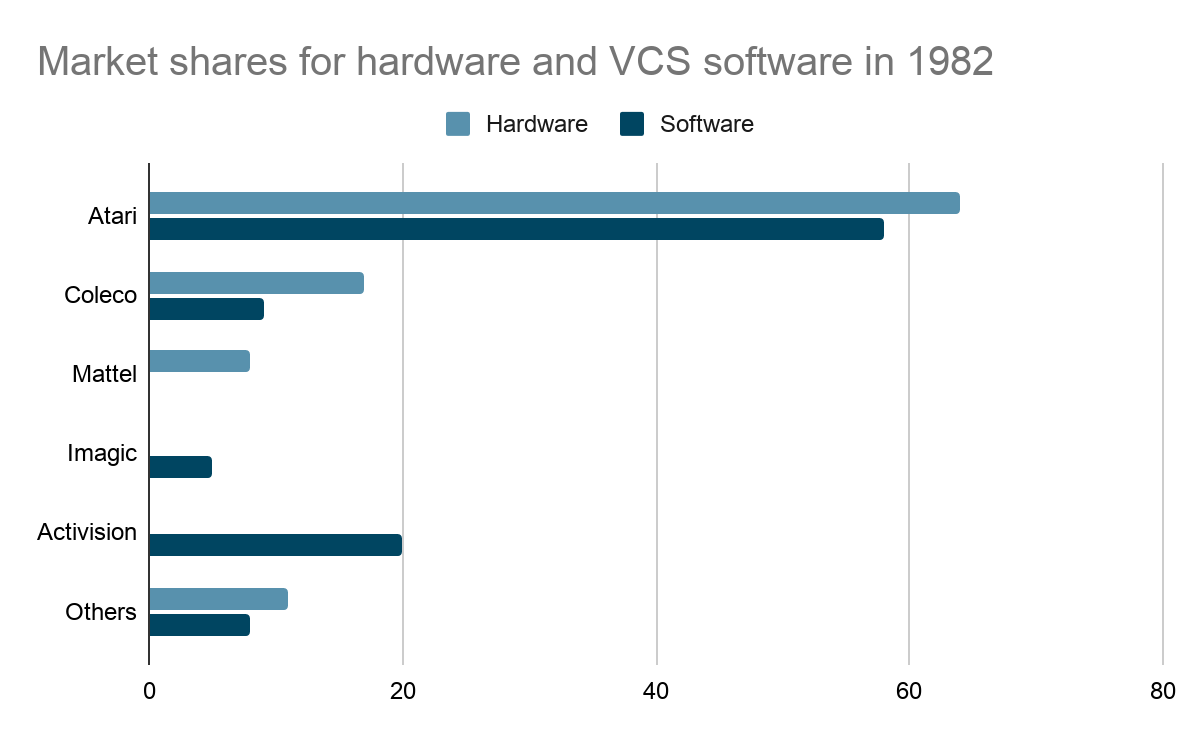 Market shares for hardware and VCS software in 1982
Hardware Software
Atari
Coleco
Mattel
Imagic
Activision
Others
0 20 40 60 80